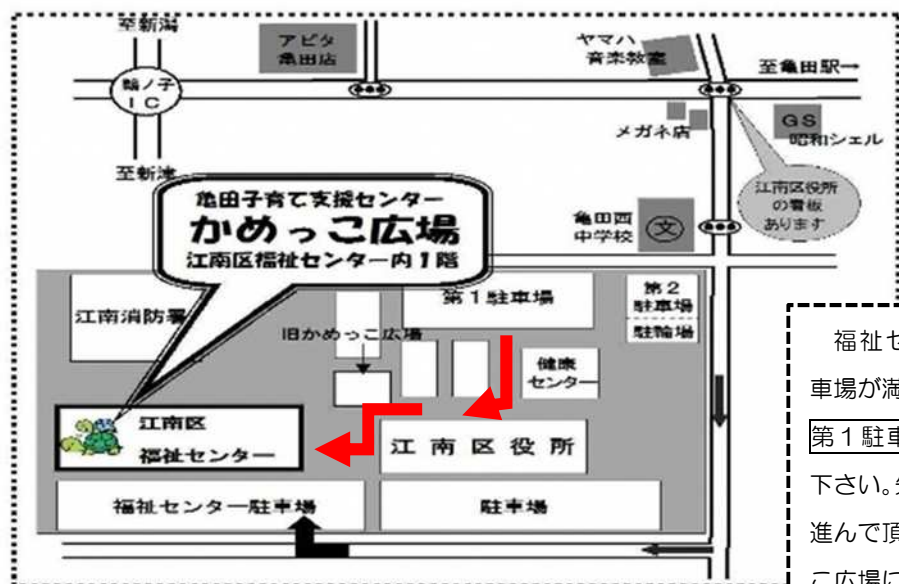 至新潟
アピタ
亀田店
ヤマハ
音楽教室
至亀田駅→
鵜ノ子
IC
メガネ店
GS
昭和シェル
至新津
江南区役所
の看板
あります
亀田子育て支援センター
かめっこ広場
江南区福祉センター内1階
亀田西
中学校
文
江南消防署
第1駐車場
第2
駐車場
駐輪場
旧かめっこ広場
健康
センター
江南区
福祉センター
江南区役所
福祉センター駐車場
駐車場
福祉セ
車場が満
第1駐車
下さい。
進んで頂
こ広場に